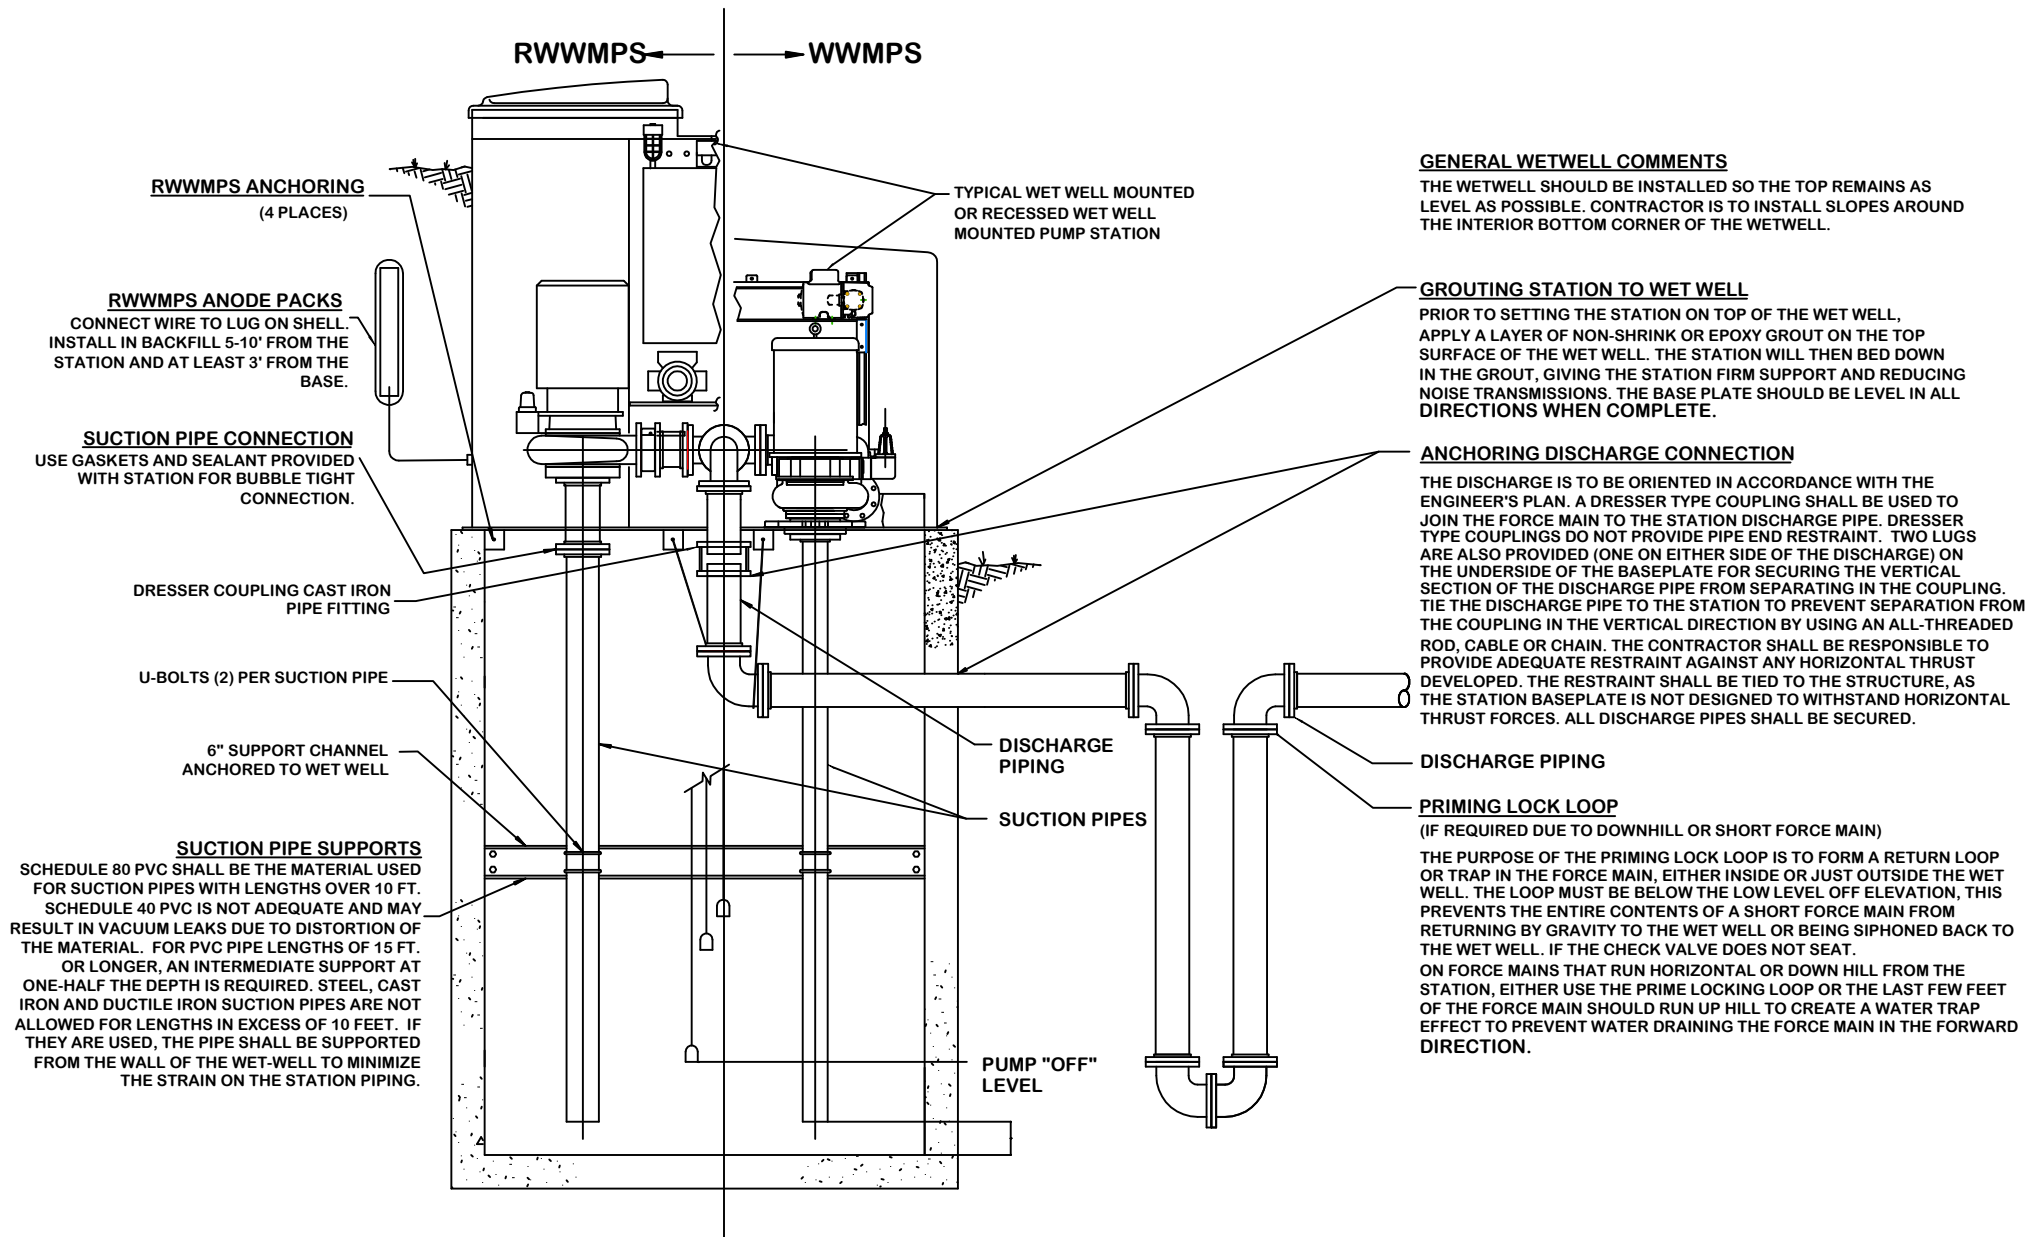 RWWMPS
WWMPS
RWWMPS ANCHORING
(4 PLACES)
RWWMPS ANODE PACKS
CONNECT WIRE TO LUG ON SHELL.
INSTALL IN BACKFILL 5-10' FROM THE
STATION AND AT LEAST 3' FROM THE
BASE.
SUCTION PIPE CONNECTION
USE GASKETS AND SEALANT PROVIDED
WITH STATION FOR BUBBLE TIGHT
CONNECTION.
DRESSER COUPLING CAST IRON
PIPE FITTING
U-BOLTS (2) PER SUCTION PIPE
6" SUPPORT CHANNEL
ANCHORED TO WET WELL
SUCTION PIPE SUPPORTS
SCHEDULE 80 PVC SHALL BE THE MATERIAL USED
FOR SUCTION PIPES WITH LENGTHS OVER 10 FT.
SCHEDULE 40 PVC IS NOT ADEQUATE AND MAY
RESULT IN VACUUM LEAKS DUE TO DISTORTION OF
THE MATERIAL. FOR PVC PIPE LENGTHS OF 15 FT.
OR LONGER, AN INTERMEDIATE SUPPORT AT
ONE-HALF THE DEPTH IS REQUIRED. STEEL, CAST
IRON AND DUCTILE IRON SUCTION PIPES ARE NOT
ALLOWED FOR LENGTHS IN EXCESS OF 10 FEET. IF
THEY ARE USED, THE PIPE SHALL BE SUPPORTED
FROM THE WALL OF THE WET-WELL TO MINIMIZE
THE STRAIN ON THE STATION PIPING.
TYPICAL WET WELL MOUNTED
OR RECESSED WET WELL
MOUNTED PUMP STATION
DISCHARGE
PIPING
SUCTION PIPES
PUMP "OFF"
LEVEL
GENERAL WETWELL COMMENTS
THE WETWELL SHOULD BE INSTALLED SO THE TOP REMAINS AS
LEVEL AS POSSIBLE. CONTRACTOR IS TO INSTALL SLOPES AROUND
THE INTERIOR BOTTOM CORNER OF THE WETWELL.
GROUTING STATION TO WET WELL
PRIOR TO SETTING THE STATION ON TOP OF THE WET WELL,
APPLY A LAYER OF NON-SHRINK OR EPOXY GROUT ON THE TOP
SURFACE OF THE WET WELL. THE STATION WILL THEN BED DOWN
IN THE GROUT, GIVING THE STATION FIRM SUPPORT AND REDUCING
NOISE TRANSMISSIONS. THE BASE PLATE SHOULD BE LEVEL IN ALL
DIRECTIONS WHEN COMPLETE.
ANCHORING DISCHARGE CONNECTION
THE DISCHARGE IS TO BE ORIENTED IN ACCORDANCE WITH THE
ENGINEER'S PLAN. A DRESSER TYPE COUPLING SHALL BE USED TO
JOIN THE FORCE MAIN TO THE STATION DISCHARGE PIPE. DRESSER
TYPE COUPLINGS DO NOT PROVIDE PIPE END RESTRAINT. TWO LUGS
ARE ALSO PROVIDED (ONE ON EITHER SIDE OF THE DISCHARGE) ON
THE UNDERSIDE OF THE BASEPLATE FOR SECURING THE VERTICAL
SECTION OF THE DISCHARGE PIPE FROM SEPARATING IN THE COUPLING.
TIE THE DISCHARGE PIPE TO THE STATION TO PREVENT SEPARATION FROM
THE COUPLING IN THE VERTICAL DIRECTION BY USING AN ALL-THREADED
ROD, CABLE OR CHAIN. THE CONTRACTOR SHALL BE RESPONSIBLE TO
PROVIDE ADEQUATE RESTRAINT AGAINST ANY HORIZONTAL THRUST
DEVELOPED. THE RESTRAINT SHALL BE TIED TO THE STRUCTURE, AS
THE STATION BASEPLATE IS NOT DESIGNED TO WITHSTAND HORIZONTAL
THRUST FORCES. ALL DISCHARGE PIPES SHALL BE SECURED.
DISCHARGE PIPING
PRIMING LOCK LOOP
(IF REQUIRED DUE TO DOWNHILL OR SHORT FORCE MAIN)
THE PURPOSE OF THE PRIMING LOCK LOOP IS TO FORM A RETURN LOOP
OR TRAP IN THE FORCE MAIN, EITHER INSIDE OR JUST OUTSIDE THE WET
WELL. THE LOOP MUST BE BELOW THE LOW LEVEL OFF ELEVATION, THIS
PREVENTS THE ENTIRE CONTENTS OF A SHORT FORCE MAIN FROM
RETURNING BY GRAVITY TO THE WET WELL OR BEING SIPHONED BACK TO
THE WET WELL. IF THE CHECK VALVE DOES NOT SEAT.
ON FORCE MAINS THAT RUN HORIZONTAL OR DOWN HILL FROM THE
STATION, EITHER USE THE PRIME LOCKING LOOP OR THE LAST FEW FEET
OF THE FORCE MAIN SHOULD RUN UP HILL TO CREATE A WATER TRAP
EFFECT TO PREVENT WATER DRAINING THE FORCE MAIN IN THE FORWARD
DIRECTION.